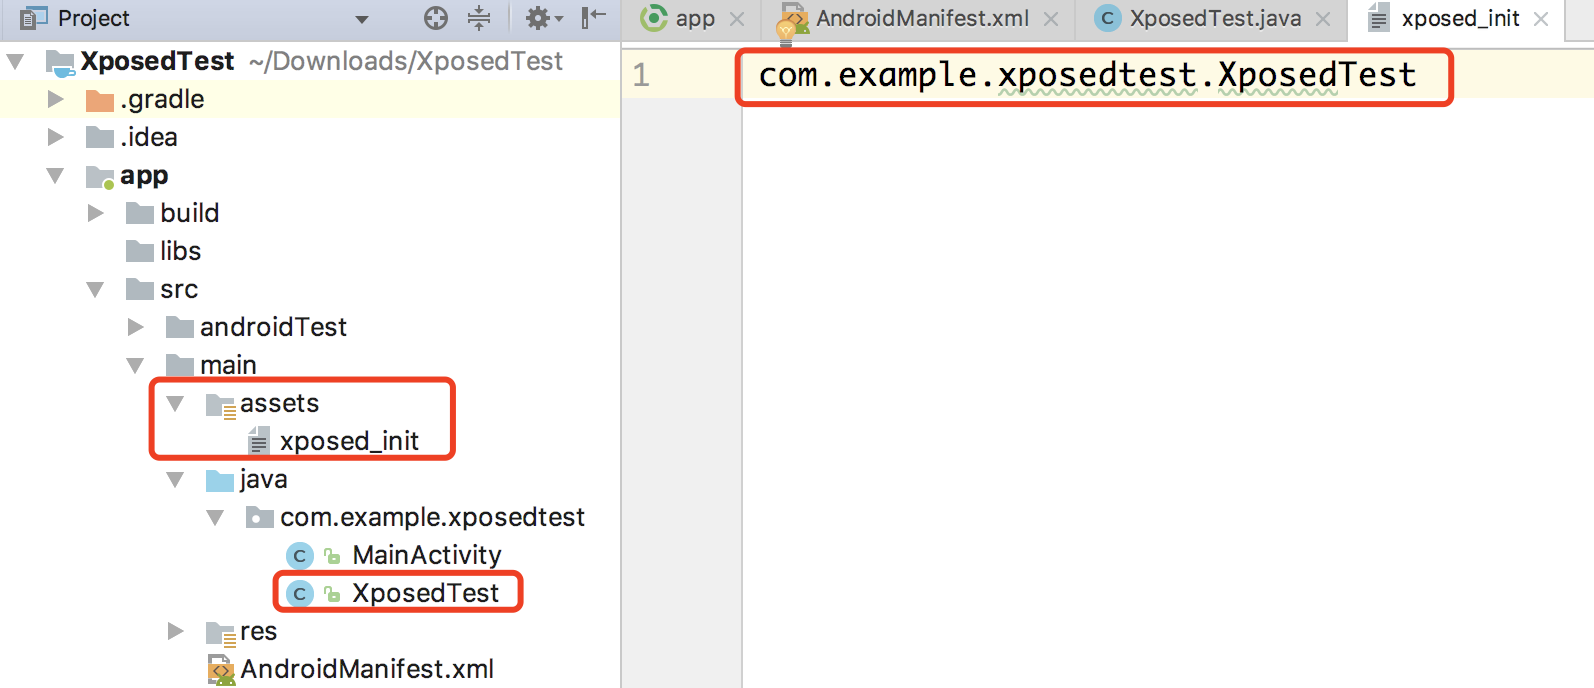 Project
app
AndroidManifest.xml
XposedTest.java
xposed_init
XposedTest ~/Downloads/XposedTest
.gradle
.idea
app
build
libs
src
androidTest
main
assets
xposed_init
java
com.example.xposedtest
C MainActivity
C XposedTest
res
AndroidManifest.xml
1 com.example.xposedtest.XposedTest